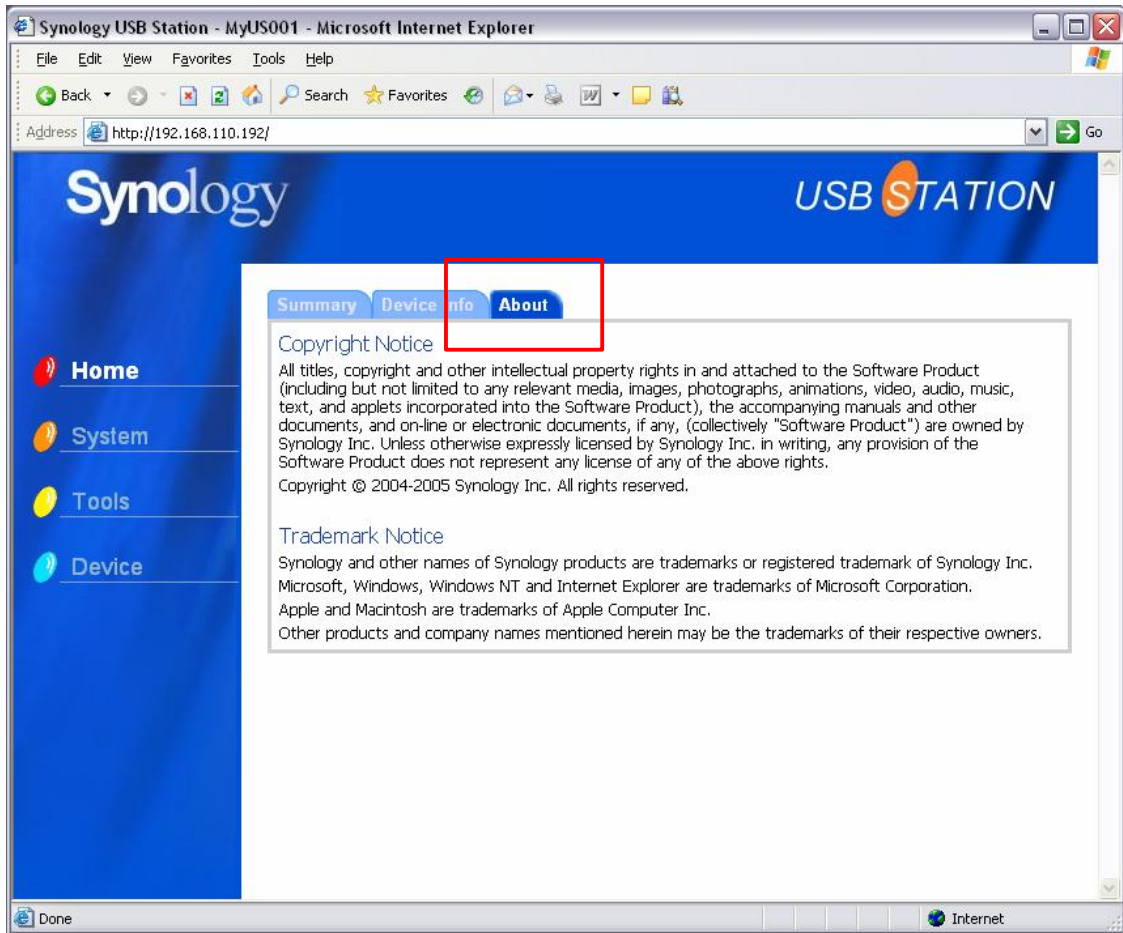 Synology USB Station - MyUS001 - Microsoft Internet Explorer
File Edit View Favorites Tools Help
Back Search Favorites
Address http://192.168.110.192/ Go
Synology USB STATION
Summary Device Info About
Home
System
Tools
Device
Copyright Notice
All titles, copyright and other intellectual property rights in and attached to the Software Product
(including but not limited to any relevant media, images, photographs, animations, video, audio, music,
text, and applets incorporated into the Software Product), the accompanying manuals and other
documents, and on-line or electronic documents, if any, (collectively "Software Product") are owned by
Synology Inc. Unless otherwise expressly licensed by Synology Inc. in writing, any provision of the
Software Product does not represent any license of any of the above rights.
Copyright © 2004-2005 Synology Inc. All rights reserved.
Trademark Notice
Synology and other names of Synology products are trademarks or registered trademark of Synology Inc.
Microsoft, Windows, Windows NT and Internet Explorer are trademarks of Microsoft Corporation.
Apple and Macintosh are trademarks of Apple Computer Inc.
Other products and company names mentioned herein may be the trademarks of their respective owners.
Done Internet